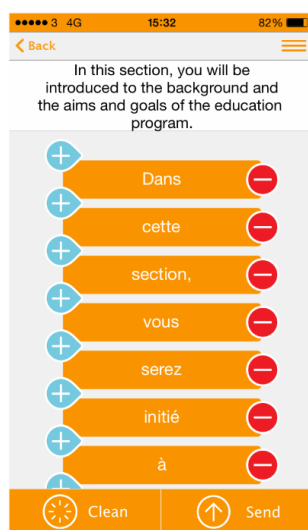 3 4G 15:32 82%
Back
In this section, you will be
introduced to the background and
the aims and goals of the education
program.
Dans
cette
section,
vous
serez
initié
à
Clean Send